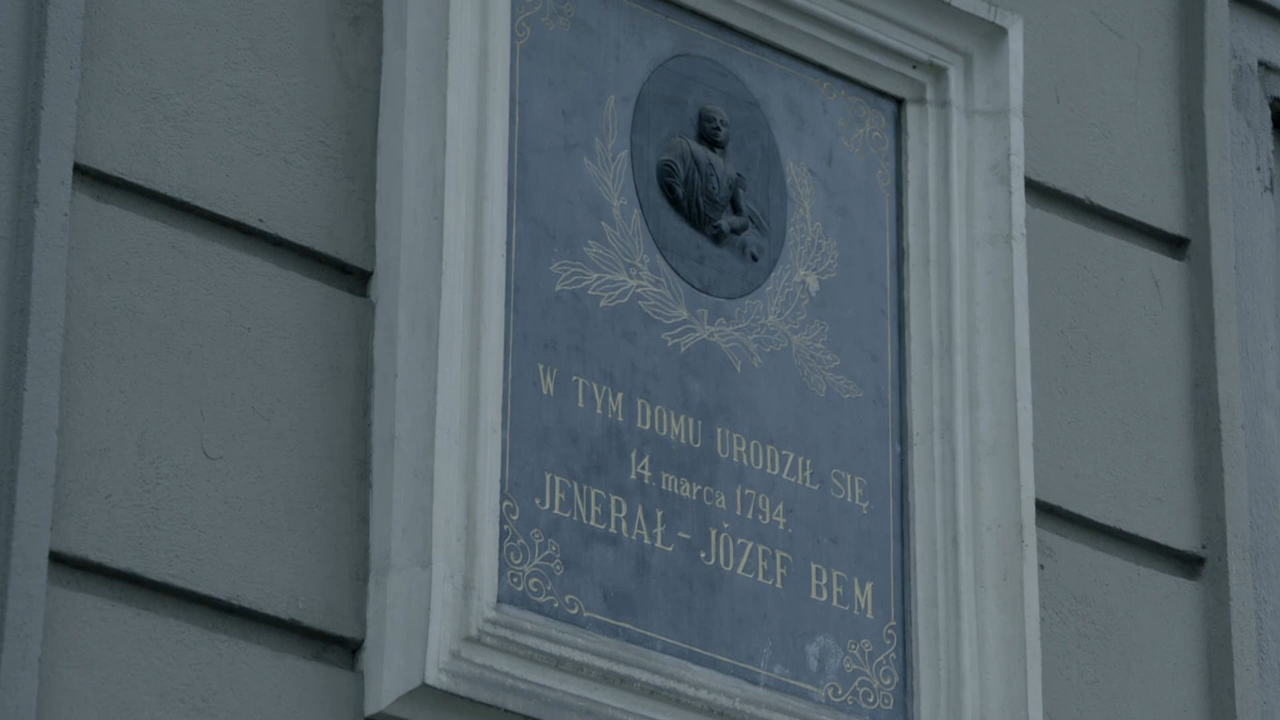 W TYM DOMU URODZIŁ SIĘ
14. marca 1794.
JENERAŁ - JÓZEF BEM